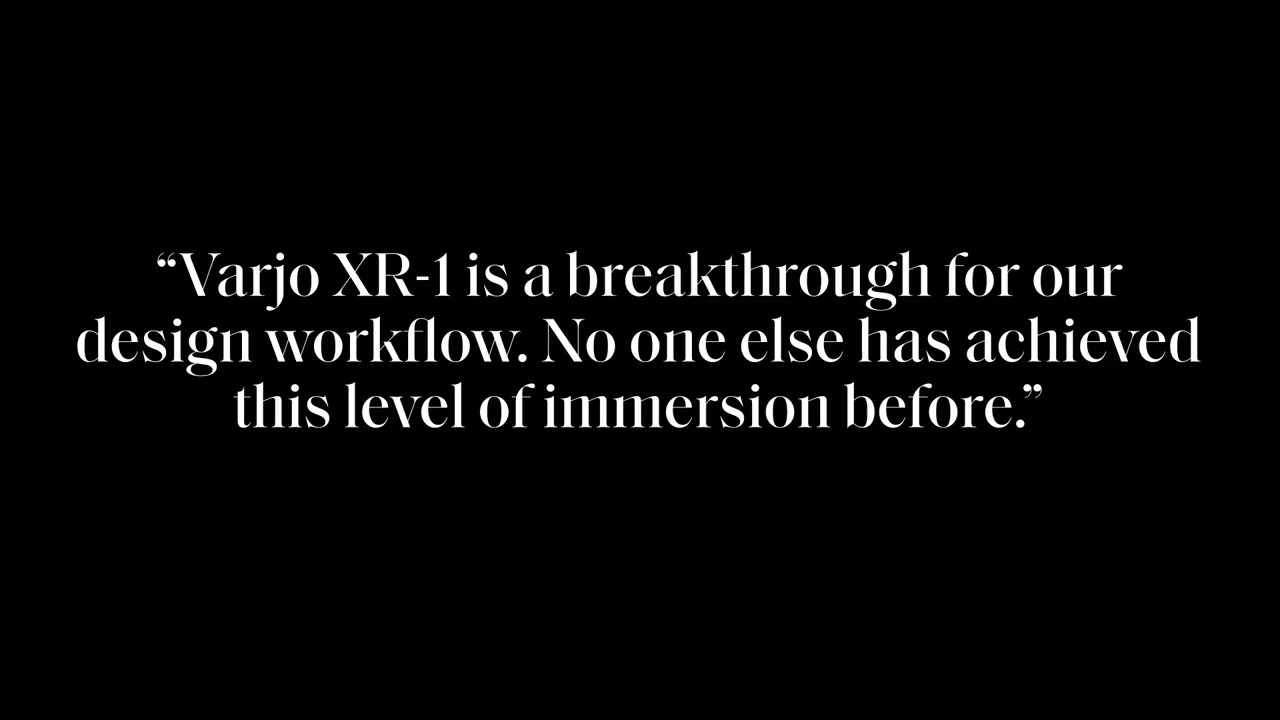 “Varjo XR-1 is a breakthrough for our
design workflow. No one else has achieved
this level of immersion before.”